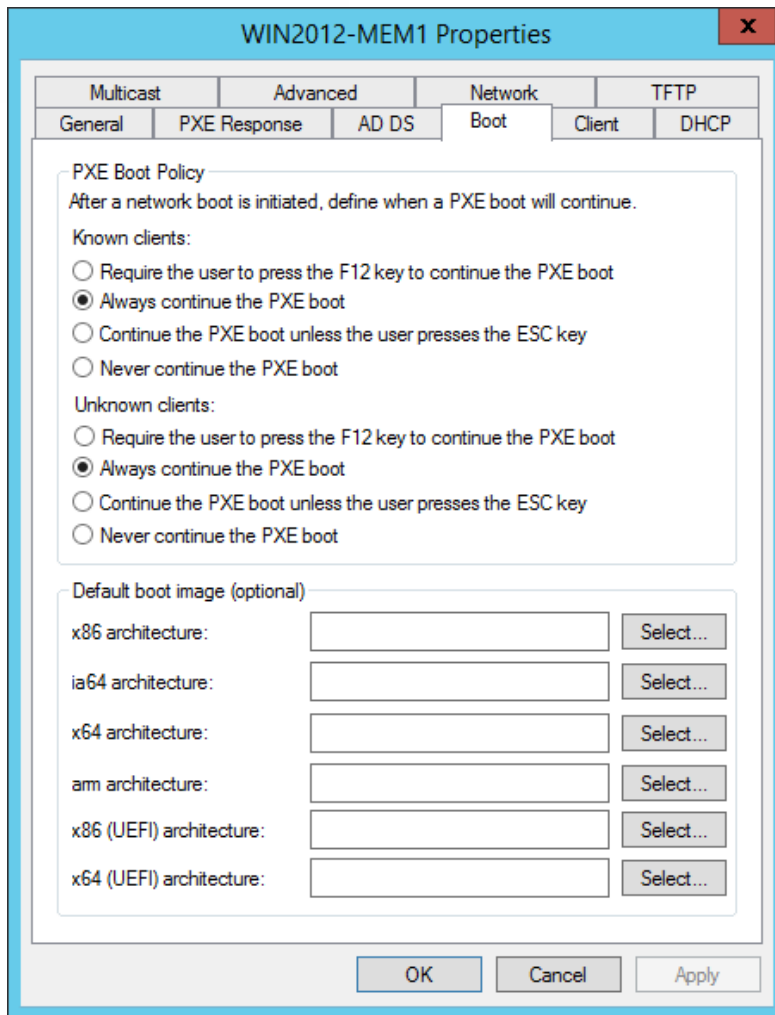 WIN2012-MEM1 Properties
x
Multicast Advanced Network TFTP
General PXE Response AD DS Boot Client DHCP
PXE Boot Policy
After a network boot is initiated, define when a PXE boot will continue.
Known clients:
Require the user to press the F12 key to continue the PXE boot
Always continue the PXE boot
Continue the PXE boot unless the user presses the ESC key
Never continue the PXE boot
Unknown clients:
Require the user to press the F12 key to continue the PXE boot
Always continue the PXE boot
Continue the PXE boot unless the user presses the ESC key
Never continue the PXE boot
Default boot image (optional)
x86 architecture: Select...
ia64 architecture: Select...
x64 architecture: Select...
arm architecture: Select...
x86 (UEFI) architecture: Select...
x64 (UEFI) architecture: Select...
OK Cancel Apply